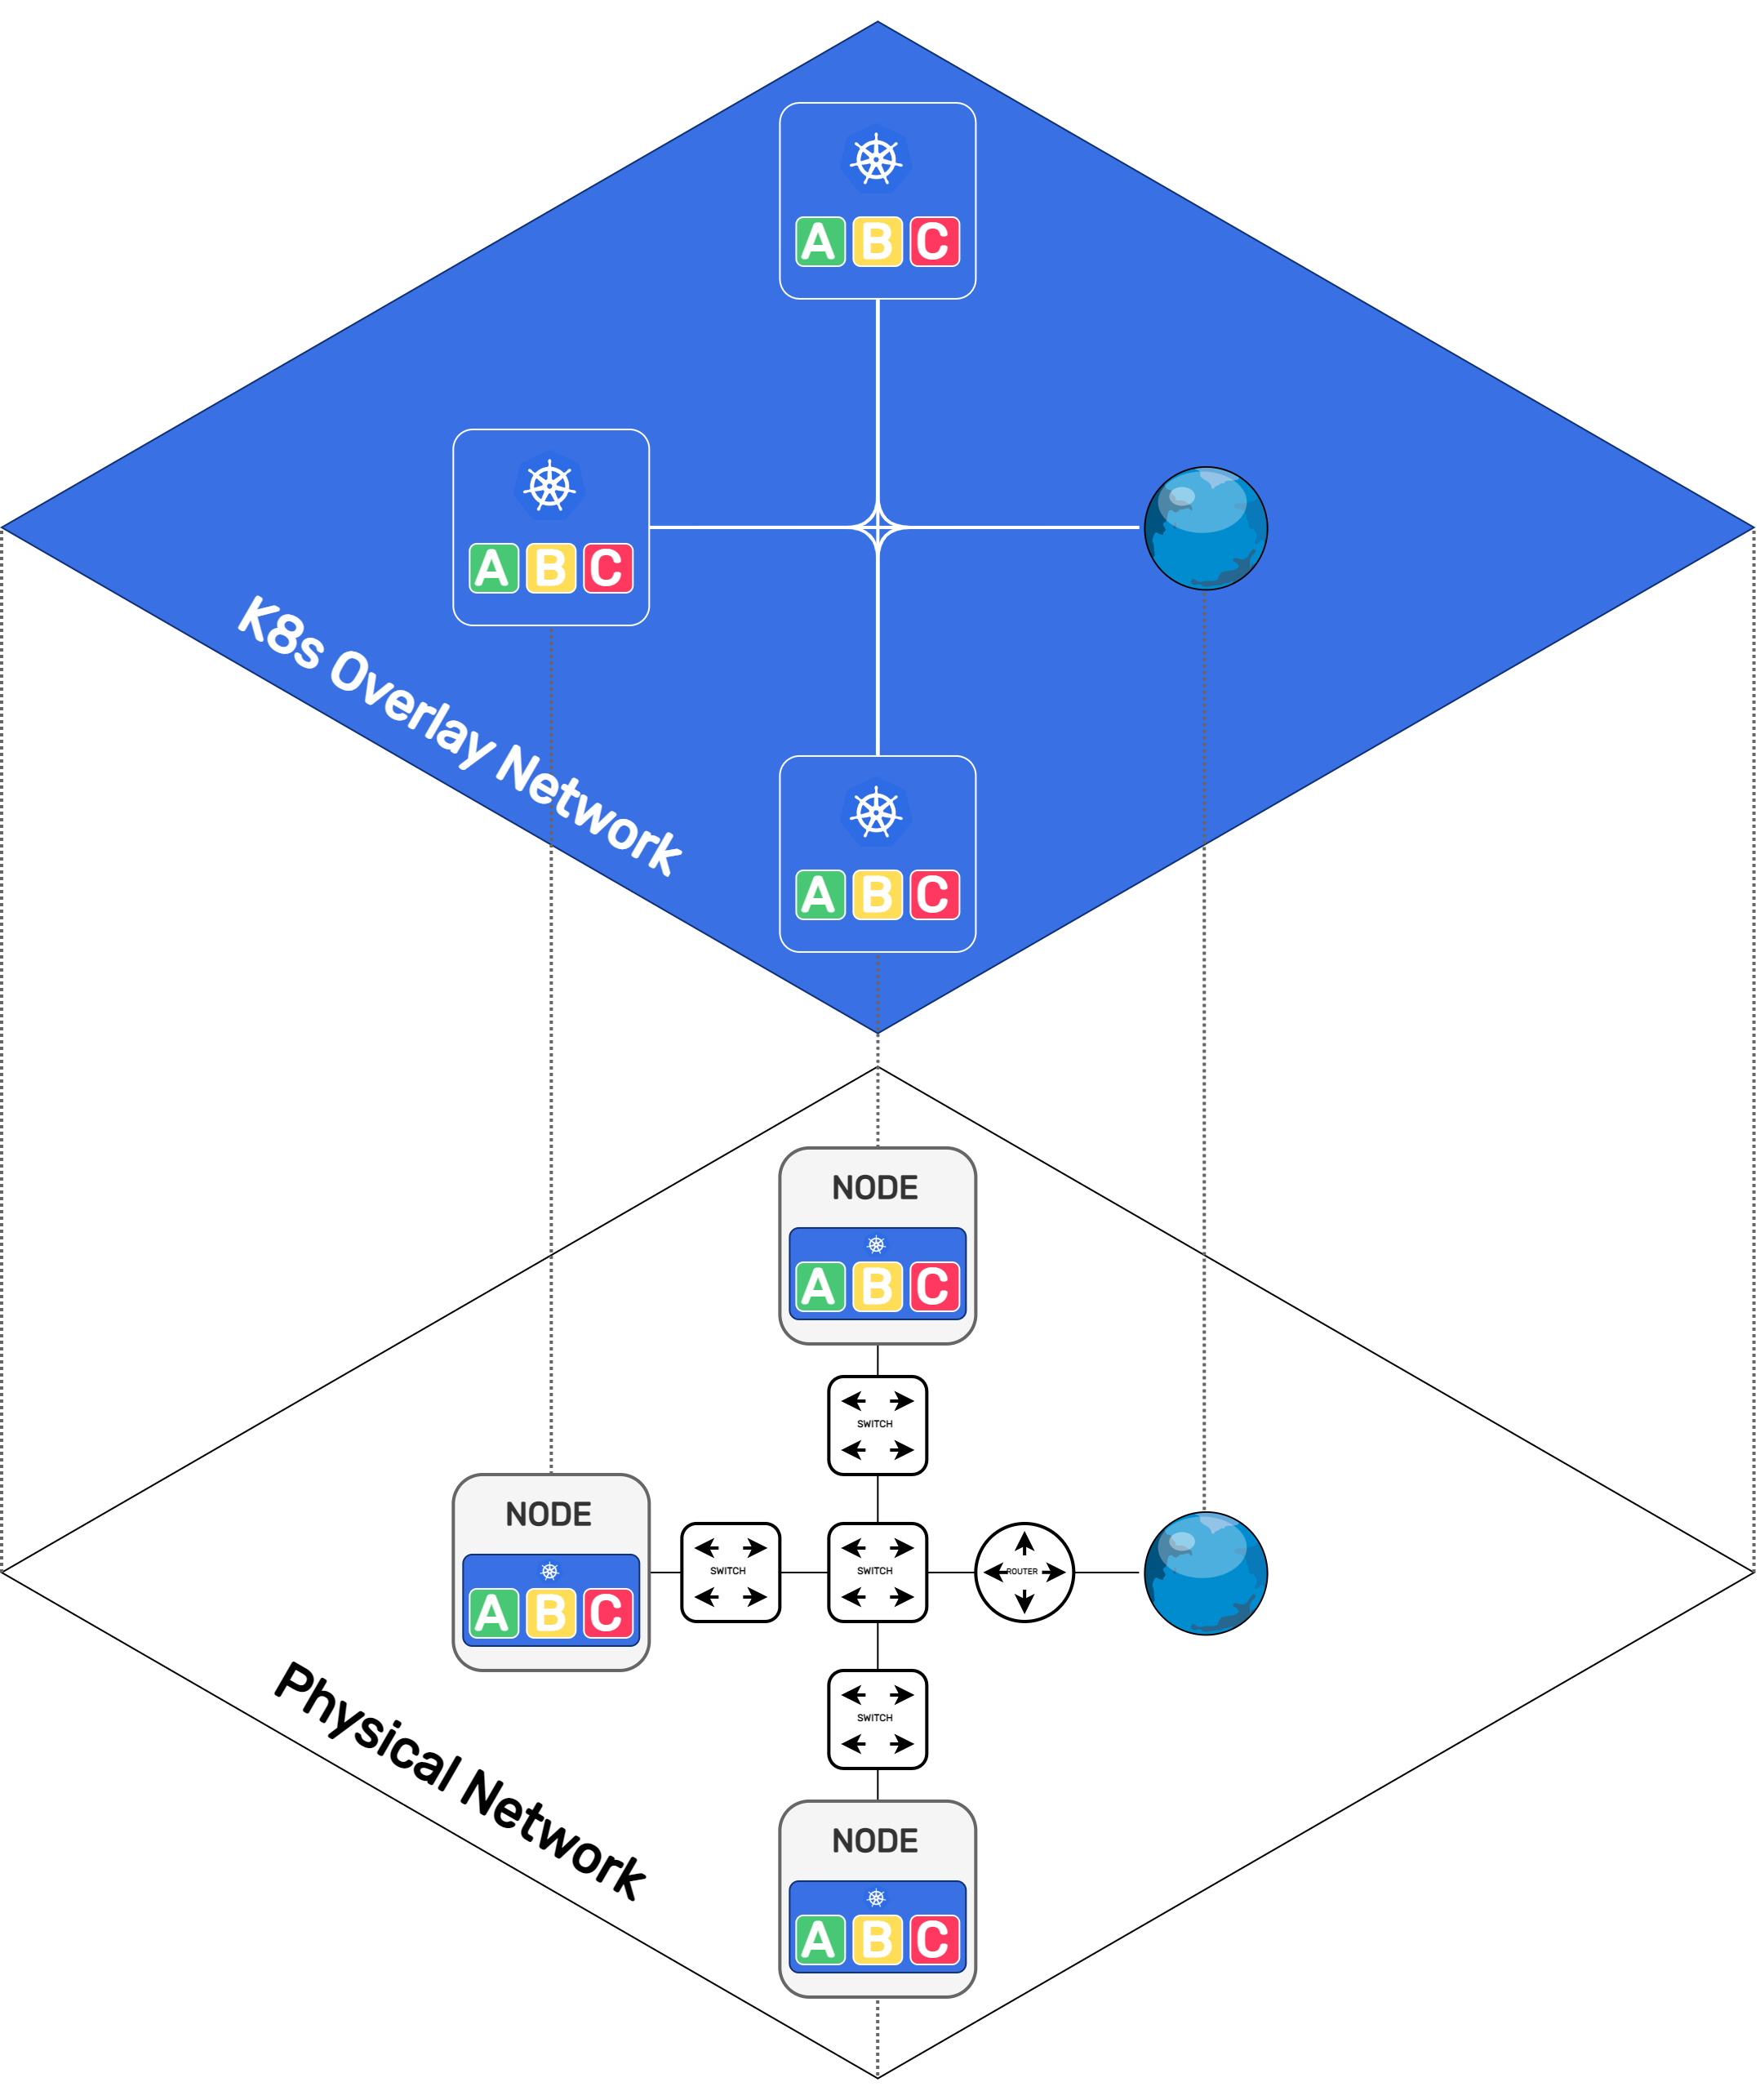 A B C
A B C
K8s Overlay Network
A B C
NODE
A B C
SWITCH
NODE
A B C
SWITCH
SWITCH
ROUTER
Physical Network
SWITCH
NODE
A B C